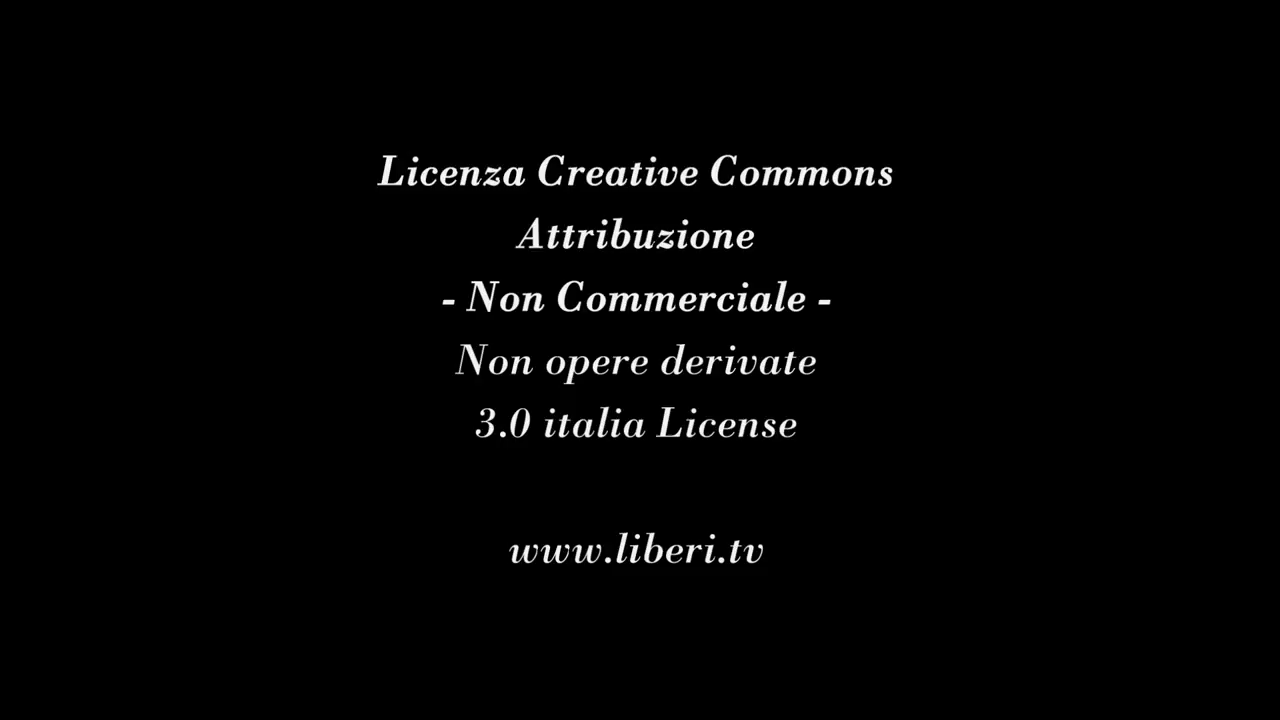 Licenza Creative Commons
Attribuzione
- Non Commerciale -
Non opere derivate
3.0 italia License
www.liberi.tv